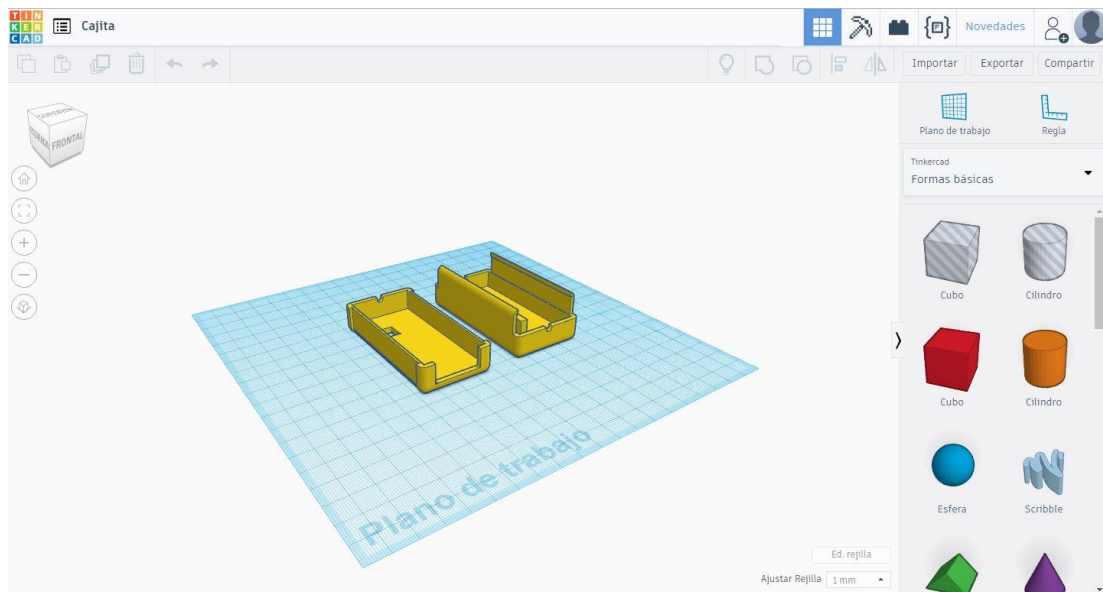 TIN
KER
CAD
Cajita
Novedades
Importar Exportar Compartir
SUPERIOR
FRONTAL
Plano de trabajo Regla
Tinkercad
Formas básicas
Cubo Cilindro
Cubo Cilindro
Esfera Scribble
Plano de trabajo
Ed. rejilla
Ajustar Rejilla 1 mm